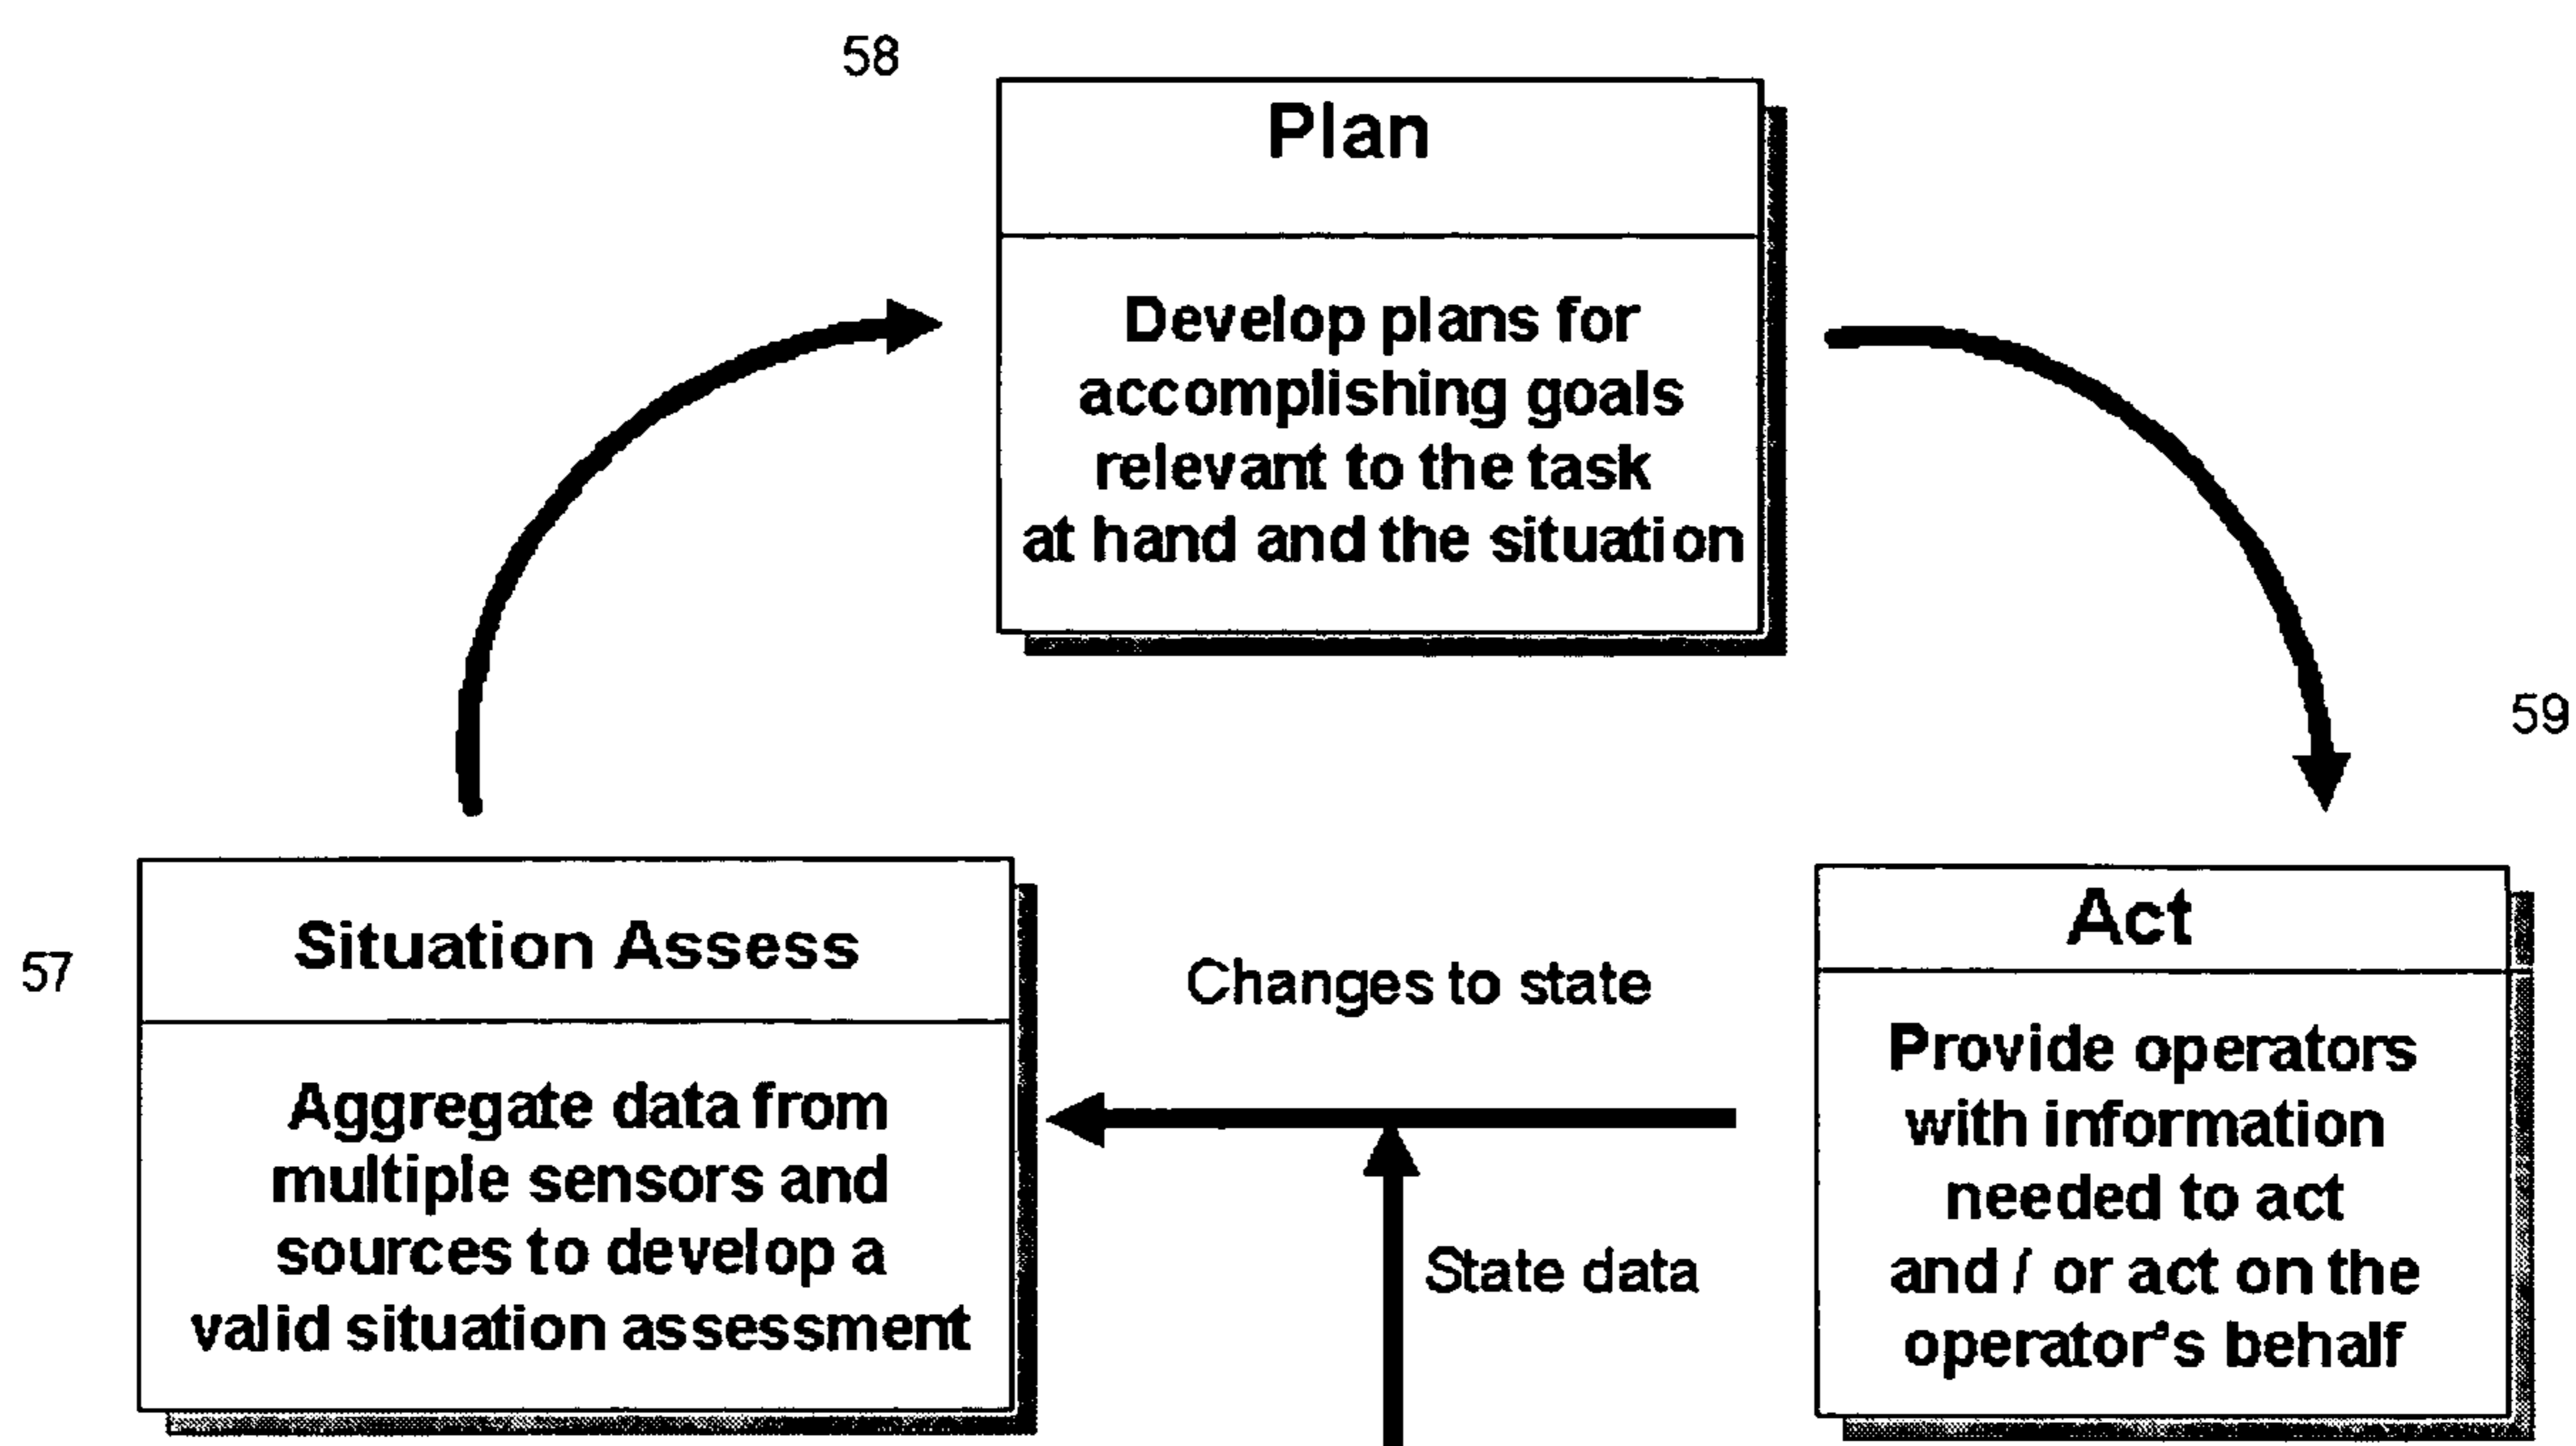 58
Plan
Develop plans for
accomplishing goals
relevant to the task
at hand and the situation
59
57
Situation Assess
Aggregate data from
multiple sensors and
sources to develop a
valid situation assessment
Changes to state
State data
Act
Provide operators
with information
needed to act
and / or act on the
operator's behalf